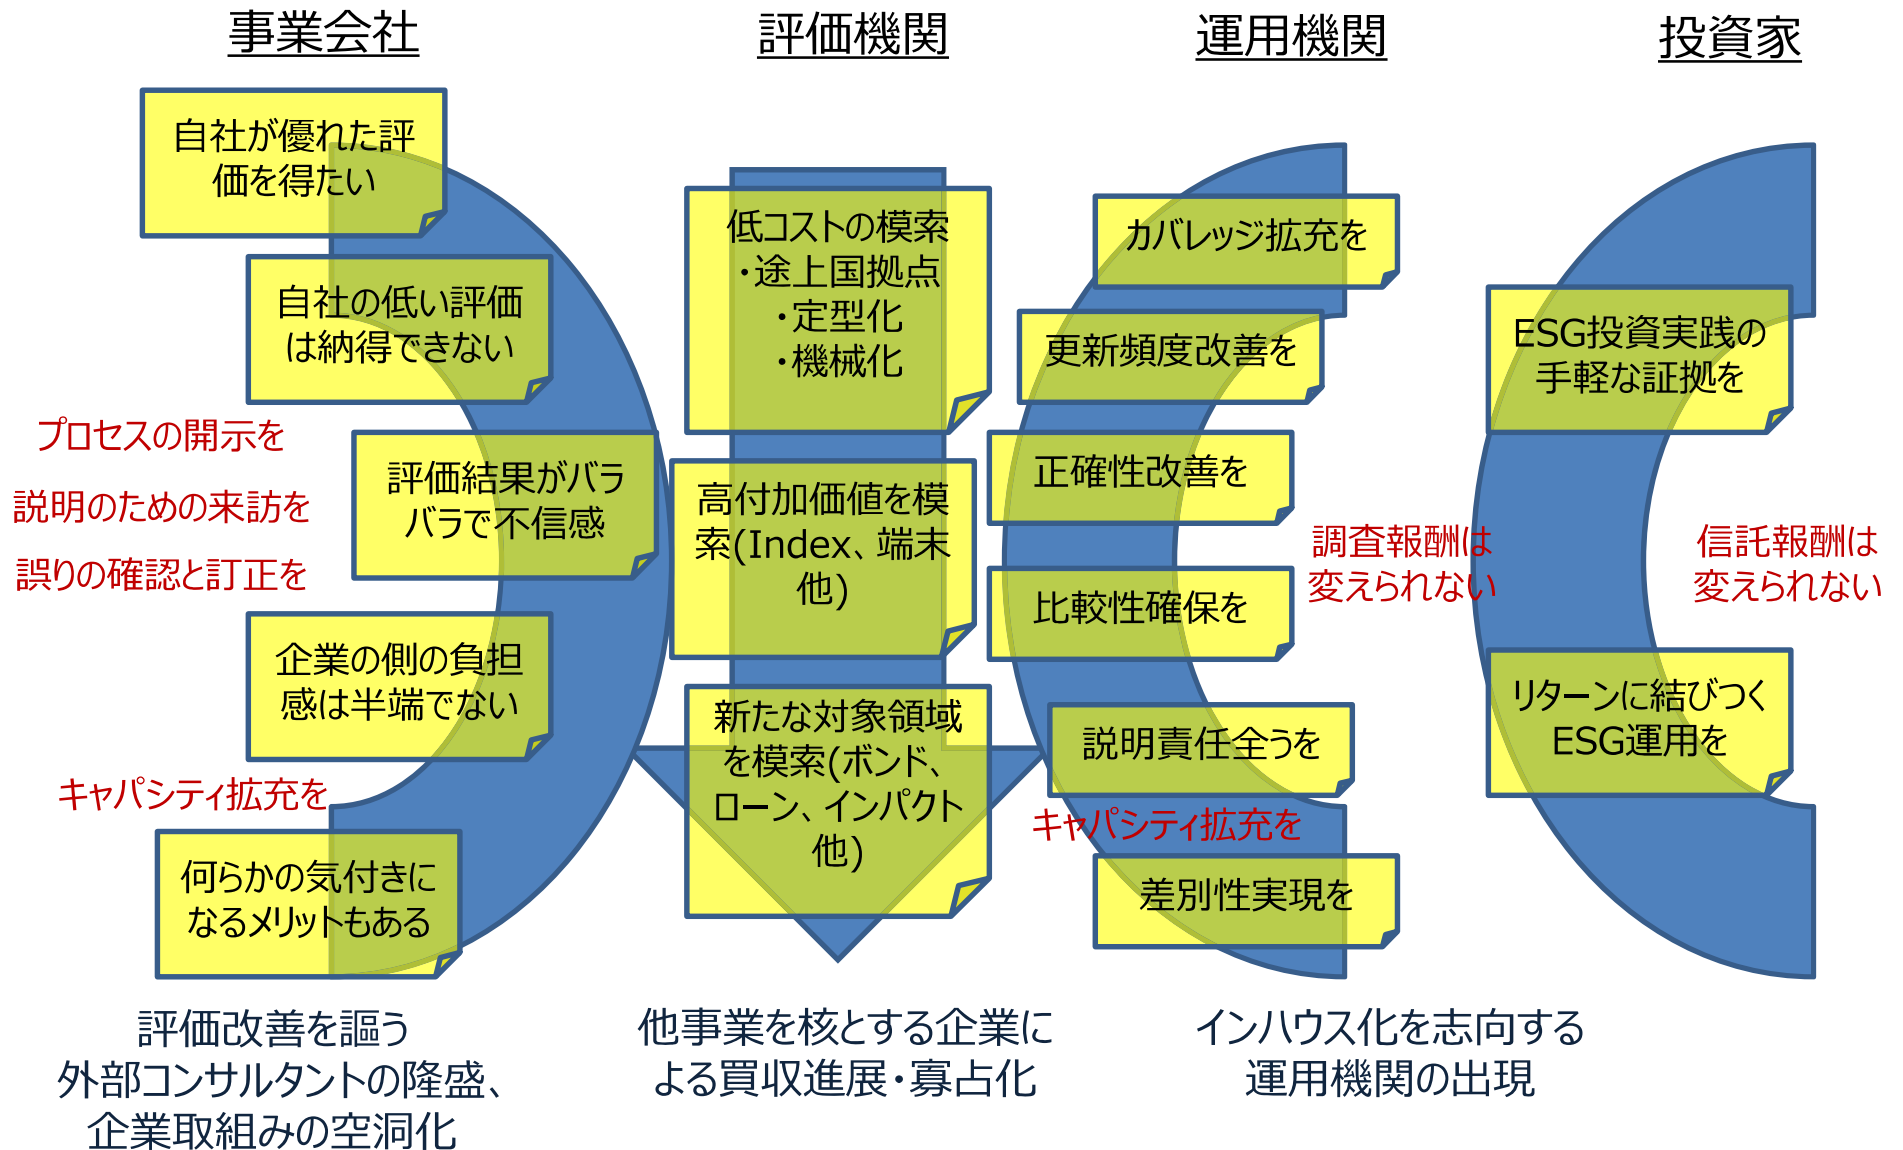 事業会社
評価機関
運用機関
投資家
自社が優れた評
価を得たい
自社の低い評価
は納得できない
プロセスの開示を
説明のための来訪を
誤りの確認と訂正を
評価結果がバラ
バラで不信感
企業の側の負担
感は半端でない
キャパシティ拡充を
何らかの気付きに
なるメリットもある
評価改善を謳う
外部コンサルタントの隆盛、
企業取組みの空洞化
低コストの模索
・途上国拠点
・定型化
・機械化
高付加価値を模
索(Index、端末
他)
新たな対象領域
を模索(ボンド、
ローン、インパクト
他)
他事業を核とする企業に
よる買収進展・寡占化
カバレッジ拡充を
更新頻度改善を
正確性改善を
比較性確保を
調査報酬は
変えられない
説明責任全うを
キャパシティ拡充を
差別性実現を
インハウス化を志向する
運用機関の出現
ESG投資実践の
手軽な証拠を
信託報酬は
変えられない
リターンに結びつく
ESG運用を